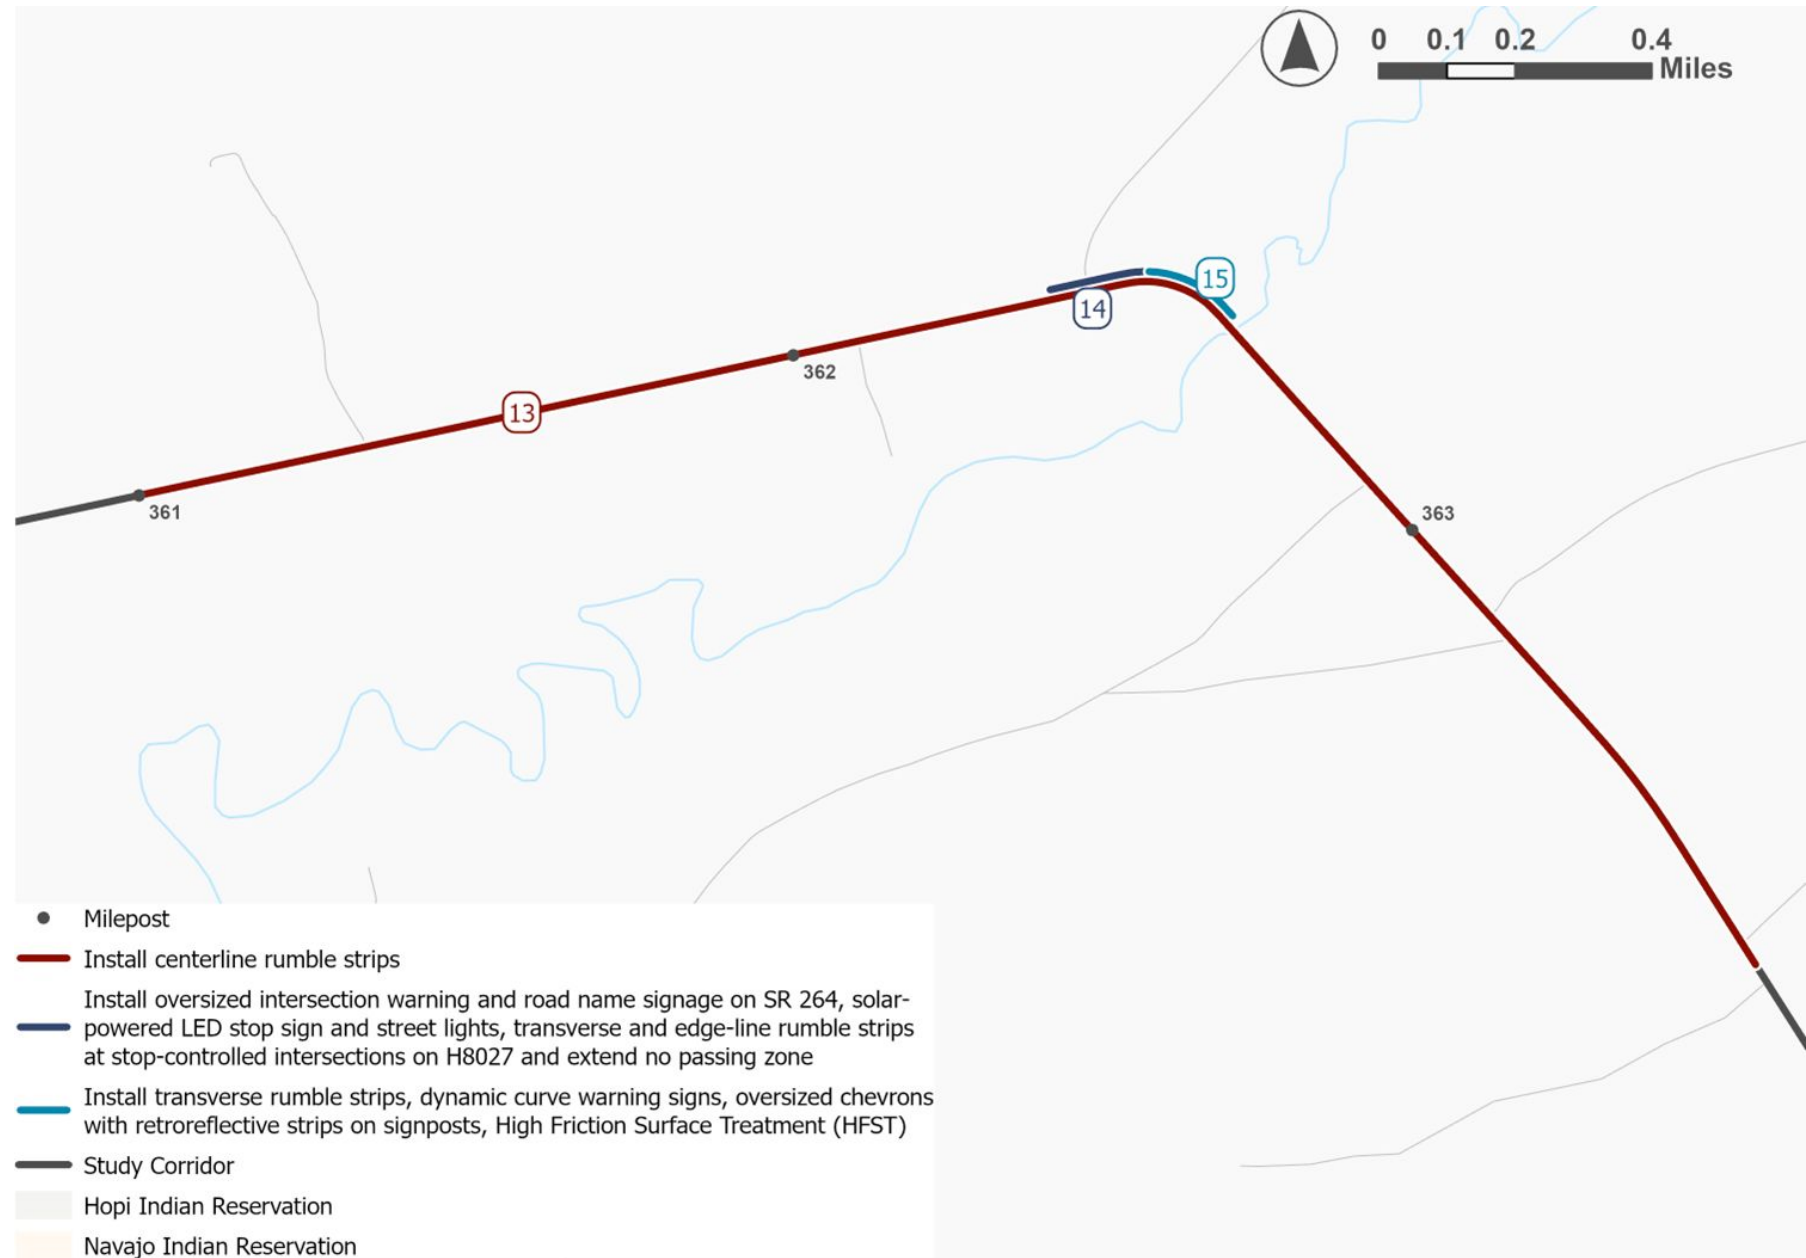 0 0.1 0.2 0.4
Miles
15
14
362
13
361
363
Milepost
Install centerline rumble strips
Install oversized intersection warning and road name signage on SR 264, solar-
powered LED stop sign and street lights, transverse and edge-line rumble strips
at stop-controlled intersections on H8027 and extend no passing zone
Install transverse rumble strips, dynamic curve warning signs, oversized chevrons
with retroreflective strips on signposts, High Friction Surface Treatment (HFST)
Study Corridor
Hopi Indian Reservation
Navajo Indian Reservation